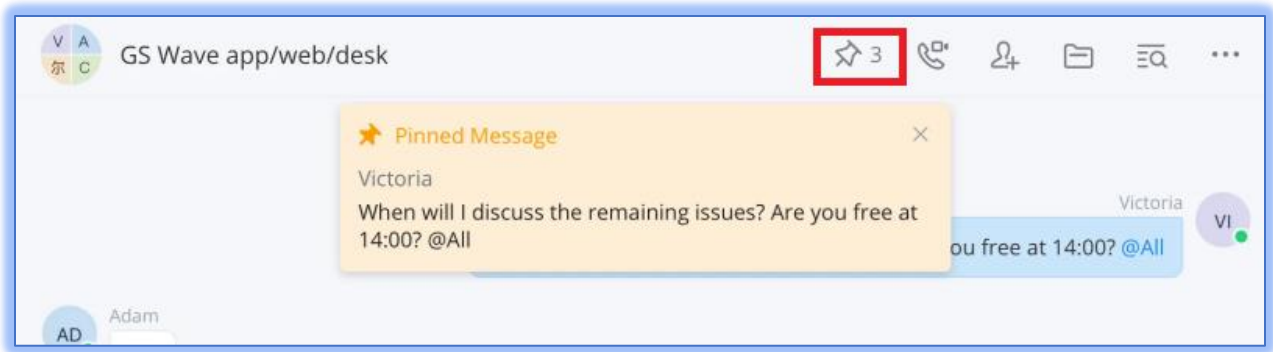 V A
尔 C
GS Wave app/web/desk
3
Pinned Message
Victoria
When will I discuss the remaining issues? Are you free at
14:00? @All
Victoria
VI
ou free at 14:00? @All
Adam
AD